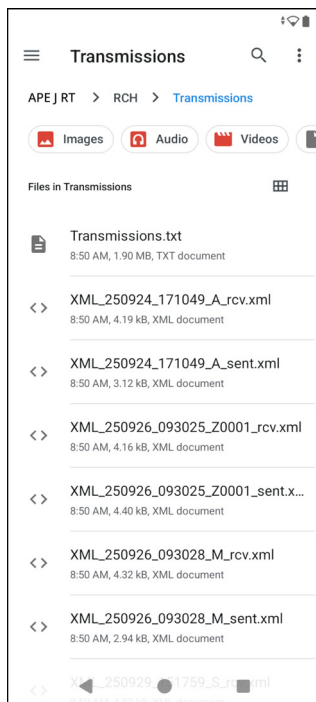 Transmissions
APE J RT > RCH > Transmissions
Images
Audio
Videos
Files in Transmissions
Transmissions.txt
8:50 AM, 1.90 MB, TXT document
XML_250924_171049_A_rcv.xml
8:50 AM, 4.19 kB, XML document
XML_250924_171049_A_sent.xml
8:50 AM, 3.12 kB, XML document
XML_250926_093025_Z0001_rcv.xml
8:50 AM, 4.16 kB, XML document
XML_250926_093025_Z0001_sent.x...
8:50 AM, 4.40 kB, XML document
XML_250926_093028_M_rcv.xml
8:50 AM, 4.32 kB, XML document
XML_250926_093028_M_sent.xml
8:50 AM, 2.94 kB, XML document